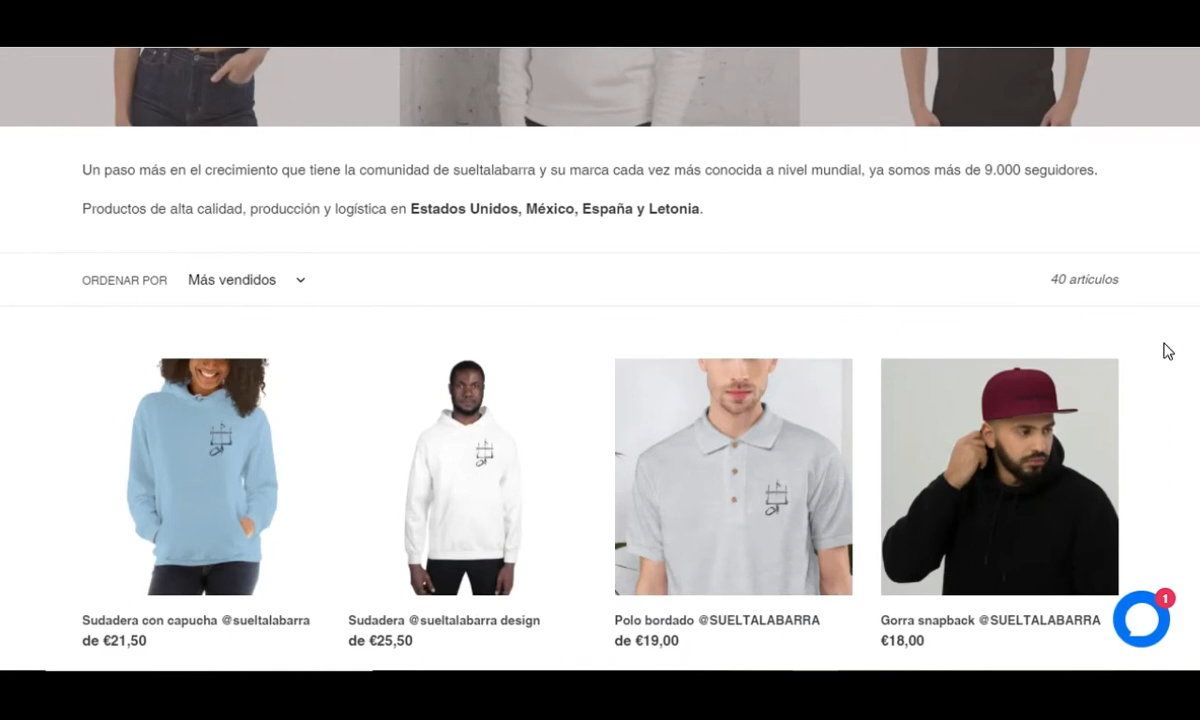 Un paso más en el crecimiento que tiene la comunidad de sueltalabarra y su marca cada vez más conocida a nivel mundial, ya somos más de 9.000 seguidores.
Productos de alta calidad, producción y logística en Estados Unidos, México, España y Letonia.
ORDENAR POR Más vendidos
40 artículos
Sudadera con capucha @sueltalabarra
de €21,50
Sudadera @sueltalabarra design
de €25,50
Polo bordado @SUELTALABARRA
de €19,00
Gorra snapback @SUELTALABARRA
€18,00
1